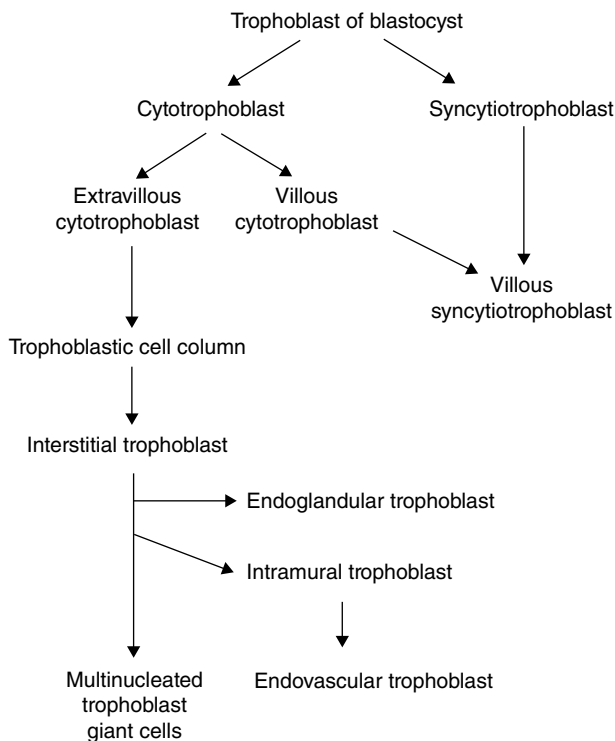 Trophoblast of blastocyst
Cytotrophoblast
Syncytiotrophoblast
Extravillous
cytotrophoblast
Villous
cytotrophoblast
Villous
syncytiotrophoblast
Trophoblastic cell column
Interstitial trophoblast
Endoglandular trophoblast
Intramural trophoblast
Multinucleated
trophoblast
giant cells
Endovascular trophoblast